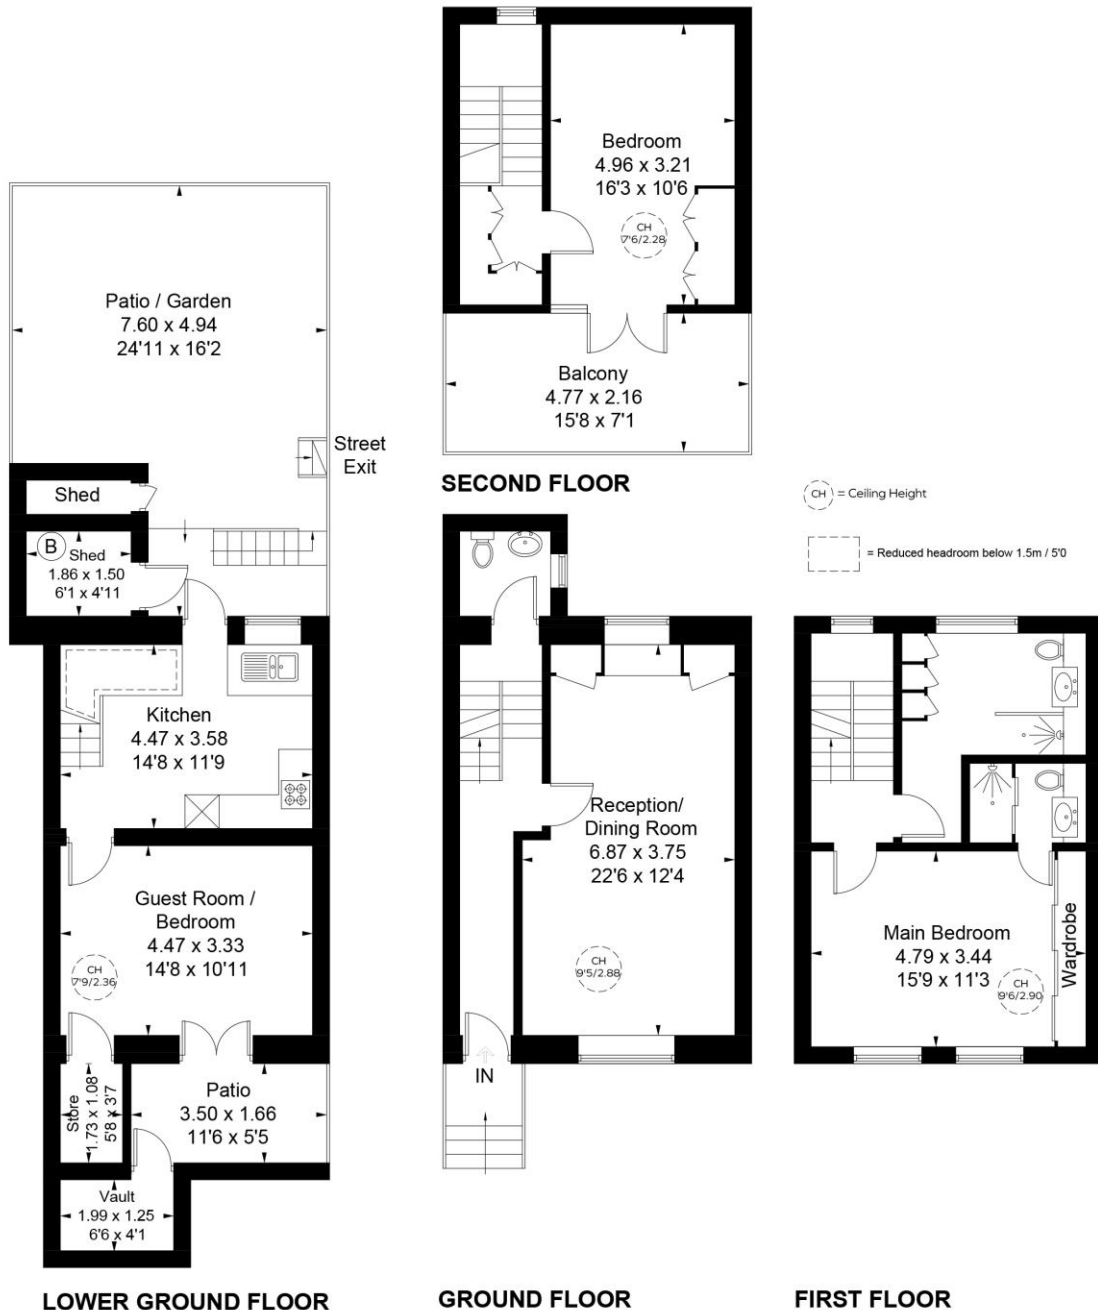 Bedroom
4.96 x 3.21
16'3 x 10'6
CH
7'6/2.28
Balcony
4.77 x 2.16
15'8 x 7'1
SECOND FLOOR
Patio / Garden
7.60 x 4.94
24'11 x 16'2
Street
Exit
Shed
B
Shed
1.86 x 1.50
6'1 x 4'11
Kitchen
4.47 x 3.58
14'8 x 11'9
Guest Room /
Bedroom
4.47 x 3.33
14'8 x 10'11
CH
7'9/2.36
Store
1.73 x 1.08
5'8 x 3'7
Patio
3.50 x 1.66
11'6 x 5'5
Vault
1.99 x 1.25
6'6 x 4'1
LOWER GROUND FLOOR
Reception/
Dining Room
6.87 x 3.75
22'6 x 12'4
CH
9'5/2.88
IN
GROUND FLOOR
CH = Ceiling Height
= Reduced headroom below 1.5m / 5'0
Main Bedroom
4.79 x 3.44
15'9 x 11'3
CH
9'6/2.90
Wardrobe
FIRST FLOOR